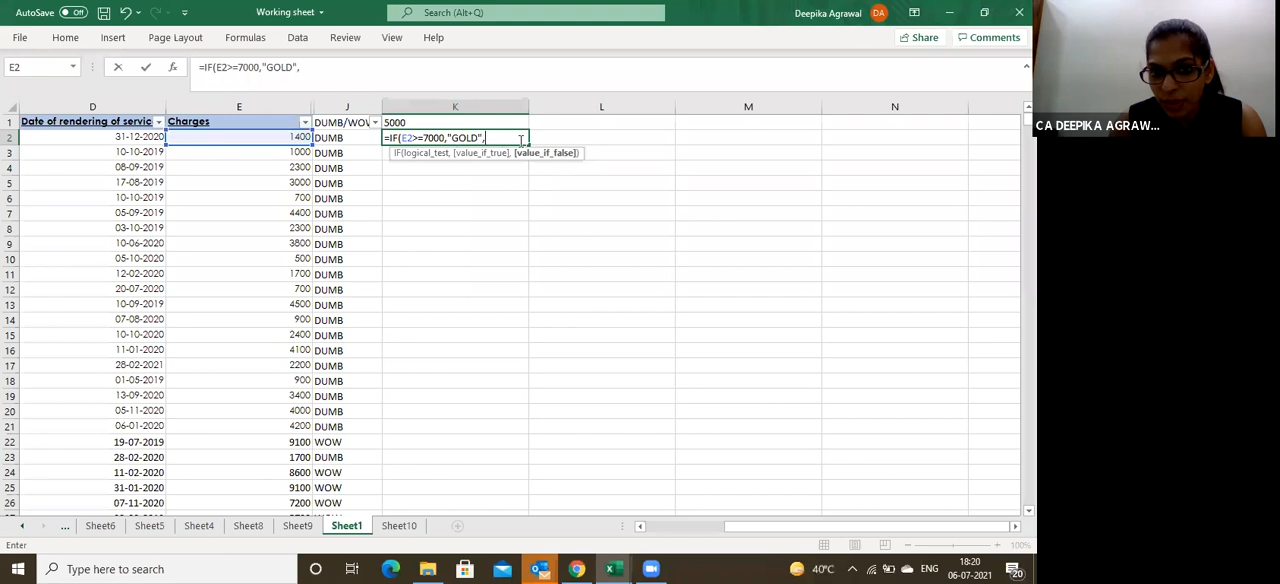 AutoSave Off Working sheet Search (Alt+Q) Deepika Agrawal DA
File Home Insert Page Layout Formulas Data Review View Help Share Comments
E2 fx =IF(E2>=7000,"GOLD",
D E J K L M N
1 Date of rendering of servic Charges DUMB/WOW 5000
2 31-12-2020 1400 DUMB =IF(E2>=7000,"GOLD",
IF(logical_test, [value_if_true], [value_if_false])
3 10-10-2019 1000 DUMB
4 08-09-2019 2300 DUMB
5 17-08-2019 3000 DUMB
6 10-10-2019 700 DUMB
7 05-09-2019 4400 DUMB
8 03-10-2019 2300 DUMB
9 10-06-2020 3800 DUMB
10 05-10-2020 500 DUMB
11 12-02-2020 1700 DUMB
12 20-07-2020 700 DUMB
13 10-09-2019 4500 DUMB
14 07-08-2020 900 DUMB
15 10-10-2020 2400 DUMB
16 11-01-2020 4100 DUMB
17 28-02-2021 2200 DUMB
18 01-05-2019 900 DUMB
19 13-09-2020 3400 DUMB
20 05-11-2020 4000 DUMB
21 06-01-2020 4200 DUMB
22 19-07-2019 9100 WOW
23 28-02-2020 1700 DUMB
24 11-02-2020 8600 WOW
25 31-01-2020 9100 WOW
26 07-11-2020 7200 WOW
... Sheet6 Sheet5 Sheet4 Sheet8 Sheet9 Sheet1 Sheet10
Enter 100%
Type here to search 40°C ENG 18:20
06-07-2021 20
CA DEEPIKA AGRAW...